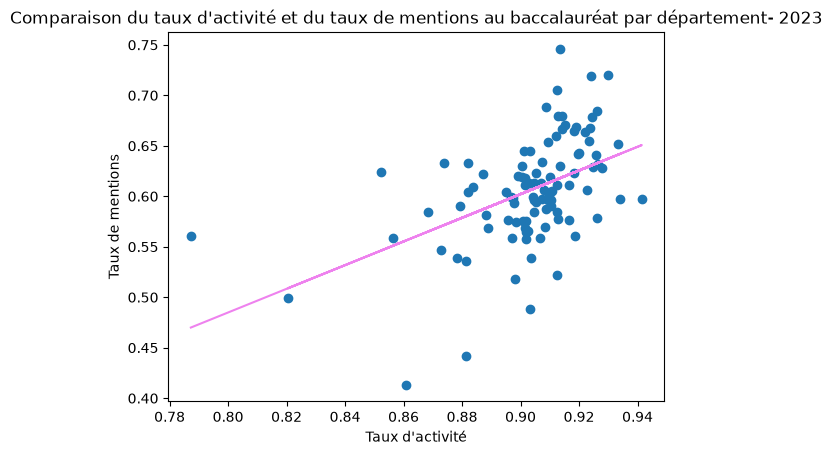 Comparaison du taux d'activité et du taux de mentions au baccalauréat par département- 2023
Taux de mentions
0.75
0.70
0.65
0.60
0.55
0.50
0.45
0.40
0.78 0.80 0.82 0.84 0.86 0.88 0.90 0.92 0.94
Taux d'activité